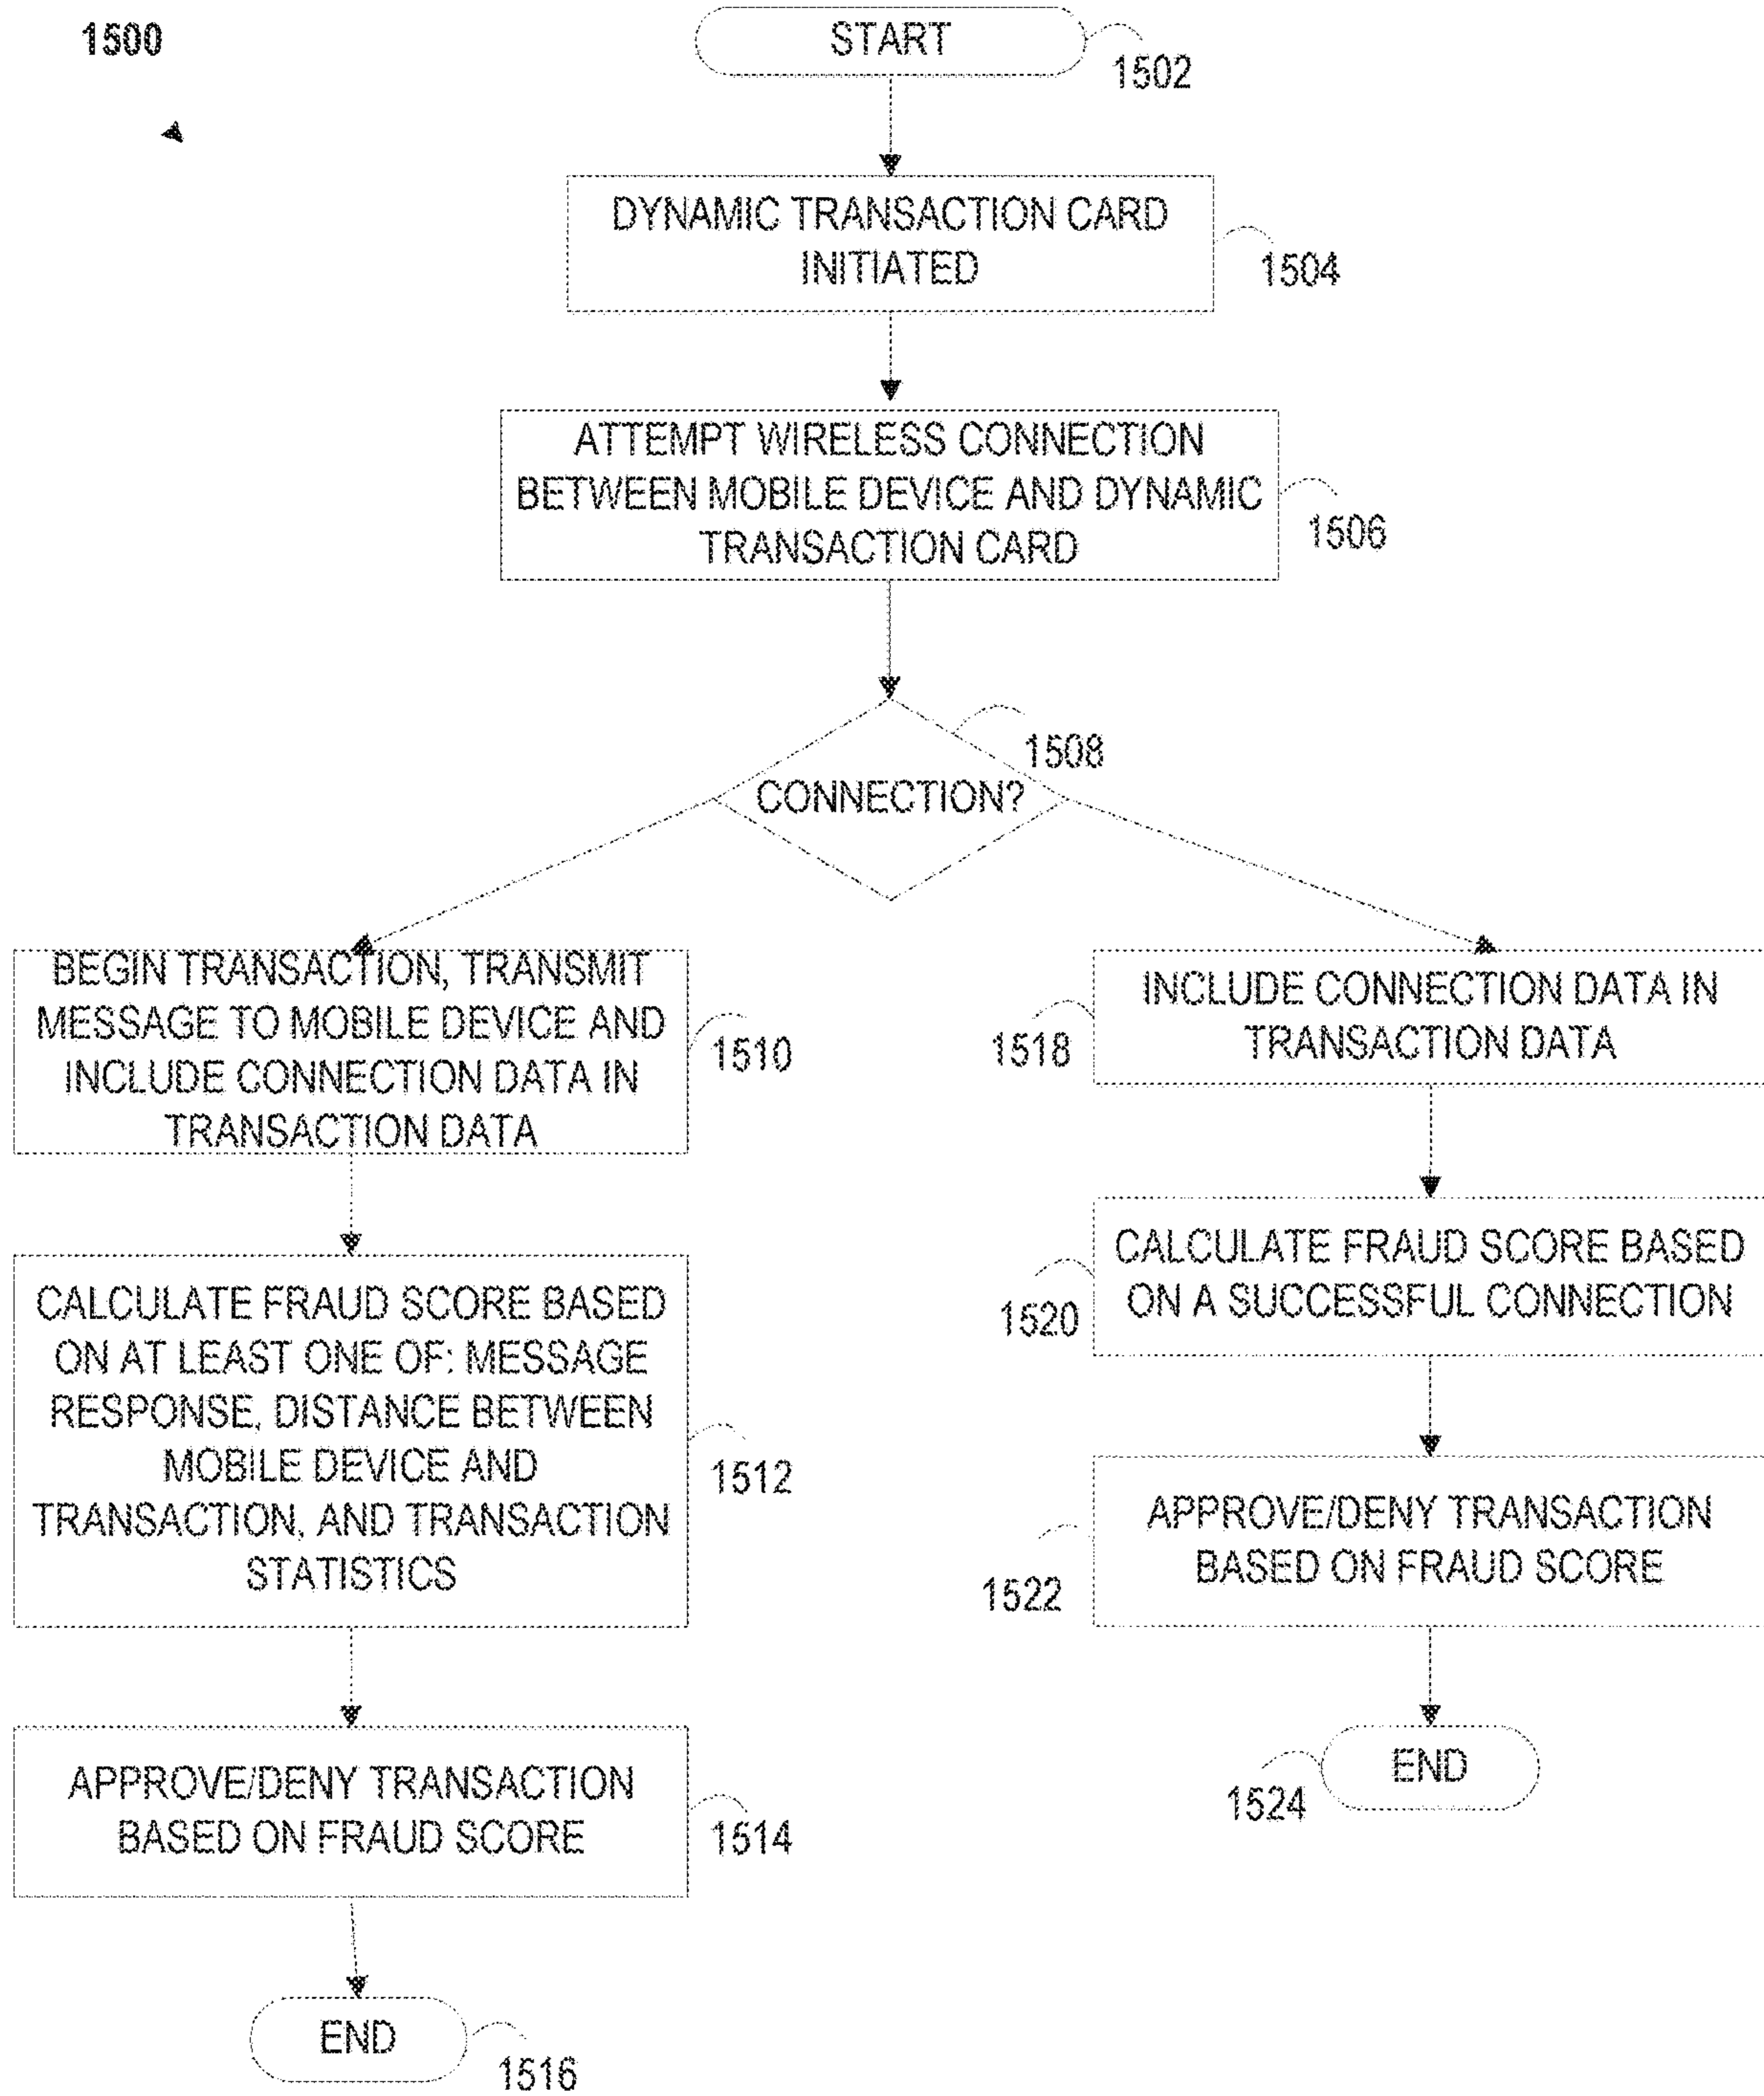 1500
START
1502
DYNAMIC TRANSACTION CARD
INITIATED
1504
ATTEMPT WIRELESS CONNECTION
BETWEEN MOBILE DEVICE AND DYNAMIC
TRANSACTION CARD
1506
1508
CONNECTION?
BEGIN TRANSACTION, TRANSMIT
MESSAGE TO MOBILE DEVICE AND
INCLUDE CONNECTION DATA IN
TRANSACTION DATA
1510
CALCULATE FRAUD SCORE BASED
ON AT LEAST ONE OF: MESSAGE
RESPONSE, DISTANCE BETWEEN
MOBILE DEVICE AND
TRANSACTION, AND TRANSACTION
STATISTICS
1512
APPROVE/DENY TRANSACTION
BASED ON FRAUD SCORE
1514
END
1516
INCLUDE CONNECTION DATA IN
TRANSACTION DATA
1518
CALCULATE FRAUD SCORE BASED
ON A SUCCESSFUL CONNECTION
1520
APPROVE/DENY TRANSACTION
BASED ON FRAUD SCORE
1522
END
1524